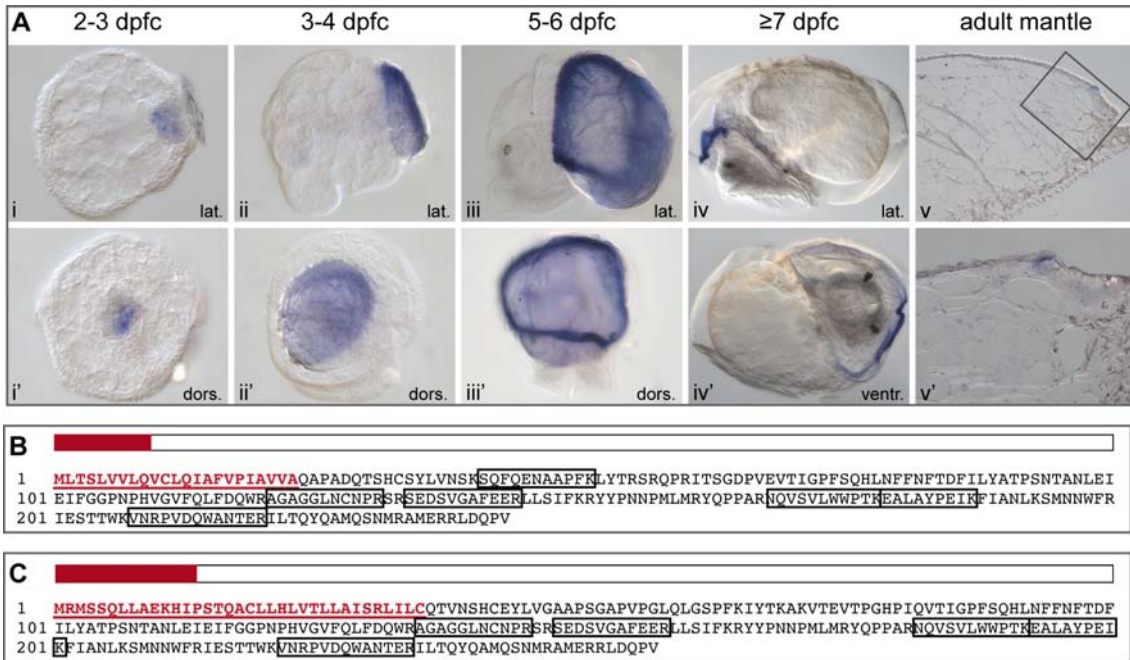 A 2-3 dpfc 3-4 dpfc 5-6 dpfc ≥7 dpfc adult mantle
i lat. ii lat. iii lat. iv lat. v
i' dors. ii' dors. iii' dors. iv' ventr. v'
B
1 MLTSLVVLQVCLQIAFVPIAVVAQAPADQTSHCSYLVNSKSQFQENAAPFKLYTRSRQPRITSGDPVEVTIGPFSQHLNFFNFTDFILYATPSNTANLEI
101 EIFGGPNPHVGVFQLFDQWRAGAGGLNCNPRSRSEDSVGAFEERLLSIFKRYYPNNPMLMRYQPPARNQVSVLWWPTKEALAYPEIKFIANLKSMNNWFR
201 IESTTWKVNRPVDQWANTERILTQYQAMQSNMRAMERRLDQPV
C
1 MRMSSQLLAEKHIPSTQACLLHLVTLLAISRLILCQTVNSHCEYLVGAAPSGAPVPGLQLGSPFKIYTKAKVTEVTPGHPIQVTIGPFSQHLNFFNFTDF
101 ILYATPSNTANLEIEIFGGPNPHVGVFQLFDQWRAGAGGLNCNPRSRSEDSVGAFEERLLSIFKRYYPNNPMLMRYQPPARNQVSVLWWPTKEALAYPEI
201 KFIANLKSMNNWFRIESTTWKVNRPVDQWANTERILTQYQAMQSNMRAMERRLDQPV